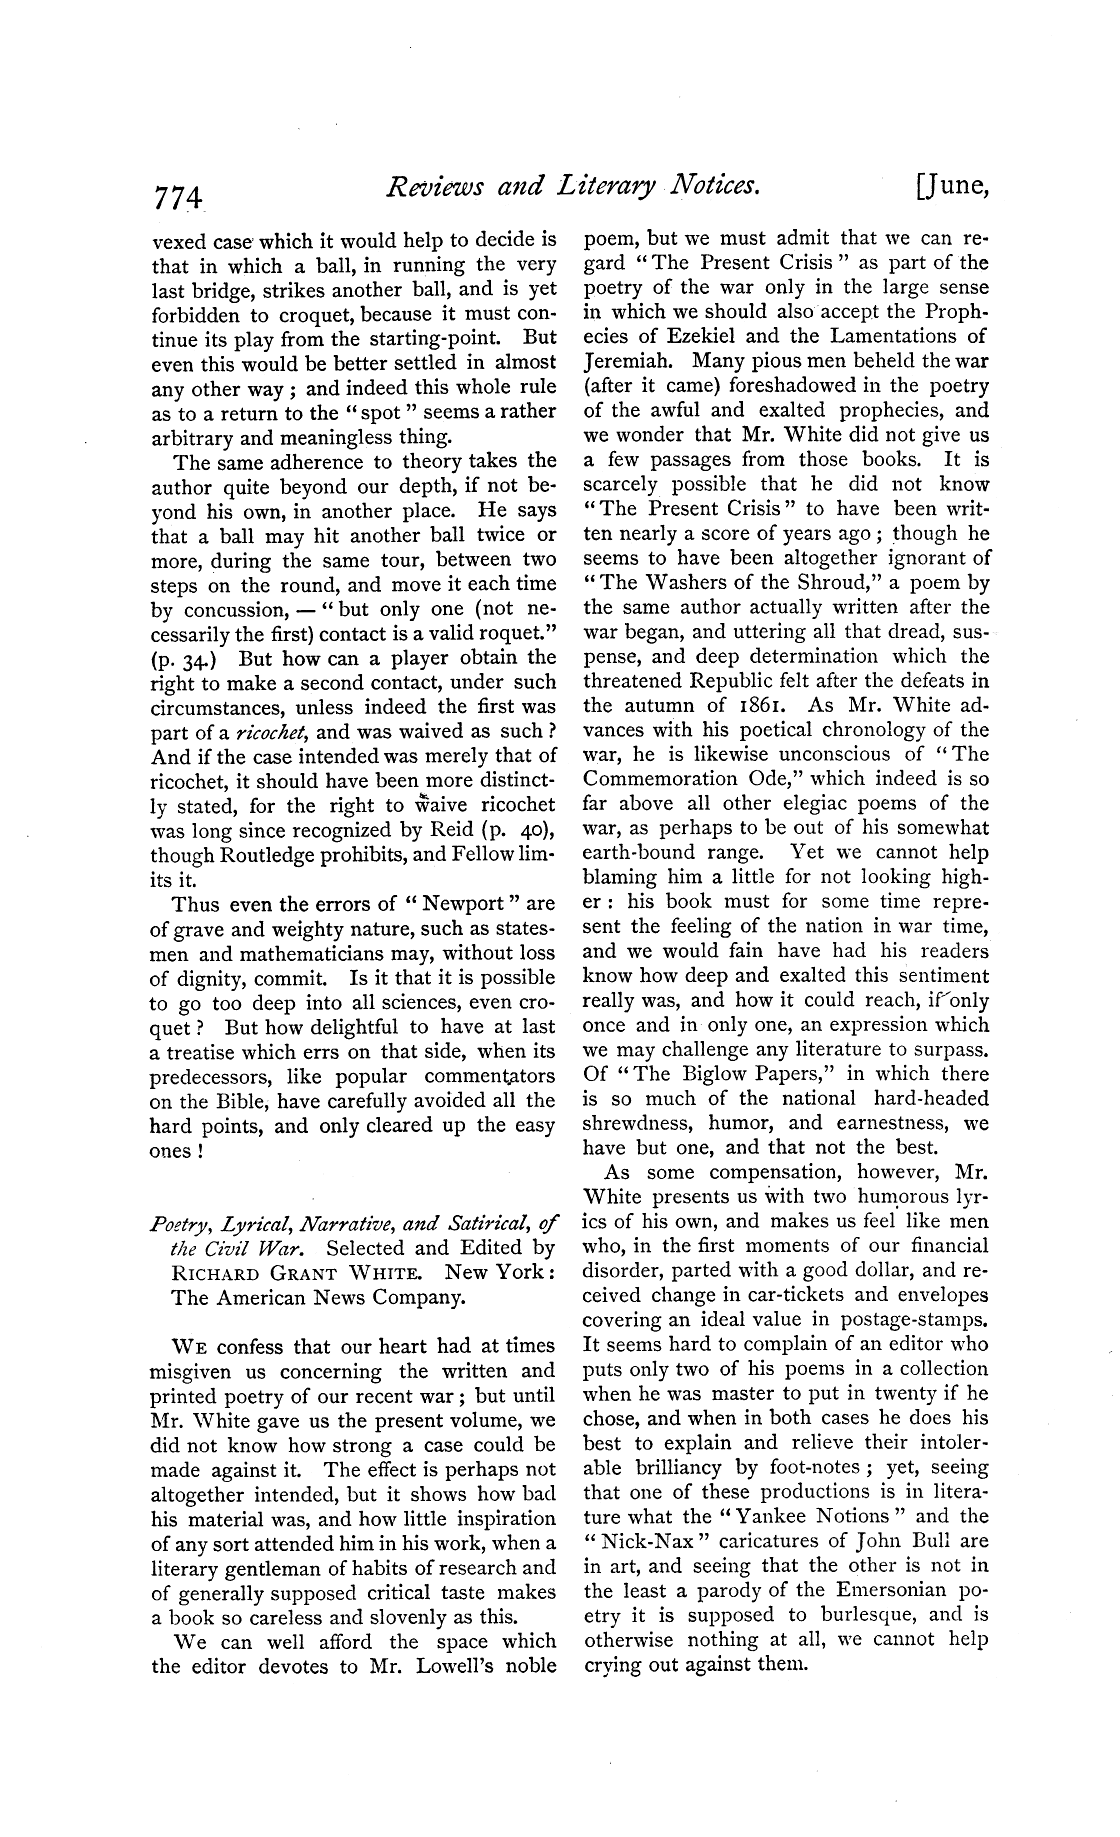 774
Reviews and Literary Notices.
[June,
vexed case which it would help to decide is
that in which a ball, in running the very
last bridge, strikes another ball, and is yet
forbidden to croquet, because it must con-
tinue its play from the starting-point. But
even this would be better settled in almost
any other way ; and indeed this whole rule
as to a return to the “spot” seems a rather
arbitrary and meaningless thing.
The same adherence to theory takes the
author quite beyond our depth, if not be-
yond his own, in another place. He says
that a ball may hit another ball twice or
more, during the same tour, between two
steps on the round, and move it each time
by concussion, — “but only one (not ne-
cessarily the first) contact is a valid roquet.”
(p. 34.) But how can a player obtain the
right to make a second contact, under such
circumstances, unless indeed the first was
part of a ricochet, and was waived as such ?
And if the case intended was merely that of
ricochet, it should have been more distinct-
ly stated, for the right to waive ricochet
was long since recognized by Reid (p. 40),
though Routledge prohibits, and Fellow lim-
its it.
Thus even the errors of “Newport” are
of grave and weighty nature, such as states-
men and mathematicians may, without loss
of dignity, commit. Is it that it is possible
to go too deep into all sciences, even cro-
quet ? But how delightful to have at last
a treatise which errs on that side, when its
predecessors, like popular commentators
on the Bible, have carefully avoided all the
hard points, and only cleared up the easy
ones !
Poetry, Lyrical, Narrative, and Satirical, of
the Civil War. Selected and Edited by
RICHARD GRANT WHITE. New York :
The American News Company.
WE confess that our heart had at times
misgiven us concerning the written and
printed poetry of our recent war ; but until
Mr. White gave us the present volume, we
did not know how strong a case could be
made against it. The effect is perhaps not
altogether intended, but it shows how bad
his material was, and how little inspiration
of any sort attended him in his work, when a
literary gentleman of habits of research and
of generally supposed critical taste makes
a book so careless and slovenly as this.
We can well afford the space which
the editor devotes to Mr. Lowell’s noble
poem, but we must admit that we can re-
gard “The Present Crisis” as part of the
poetry of the war only in the large sense
in which we should also accept the Proph-
ecies of Ezekiel and the Lamentations of
Jeremiah. Many pious men beheld the war
(after it came) foreshadowed in the poetry
of the awful and exalted prophecies, and
we wonder that Mr. White did not give us
a few passages from those books. It is
scarcely possible that he did not know
“The Present Crisis” to have been writ-
ten nearly a score of years ago ; though he
seems to have been altogether ignorant of
“The Washers of the Shroud,” a poem by
the same author actually written after the
war began, and uttering all that dread, sus-
pense, and deep determination which the
threatened Republic felt after the defeats in
the autumn of 1861. As Mr. White ad-
vances with his poetical chronology of the
war, he is likewise unconscious of “The
Commemoration Ode,” which indeed is so
far above all other elegiac poems of the
war, as perhaps to be out of his somewhat
earth-bound range. Yet we cannot help
blaming him a little for not looking high-
er : his book must for some time repre-
sent the feeling of the nation in war time,
and we would fain have had his readers
know how deep and exalted this sentiment
really was, and how it could reach, if only
once and in only one, an expression which
we may challenge any literature to surpass.
Of “The Biglow Papers,” in which there
is so much of the national hard-headed
shrewdness, humor, and earnestness, we
have but one, and that not the best.
As some compensation, however, Mr.
White presents us with two humorous lyr-
ics of his own, and makes us feel like men
who, in the first moments of our financial
disorder, parted with a good dollar, and re-
ceived change in car-tickets and envelopes
covering an ideal value in postage-stamps.
It seems hard to complain of an editor who
puts only two of his poems in a collection
when he was master to put in twenty if he
chose, and when in both cases he does his
best to explain and relieve their intoler-
able brilliancy by foot-notes ; yet, seeing
that one of these productions is in litera-
ture what the “Yankee Notions” and the
“Nick-Nax” caricatures of John Bull are
in art, and seeing that the other is not in
the least a parody of the Emersonian po-
etry it is supposed to burlesque, and is
otherwise nothing at all, we cannot help
crying out against them.